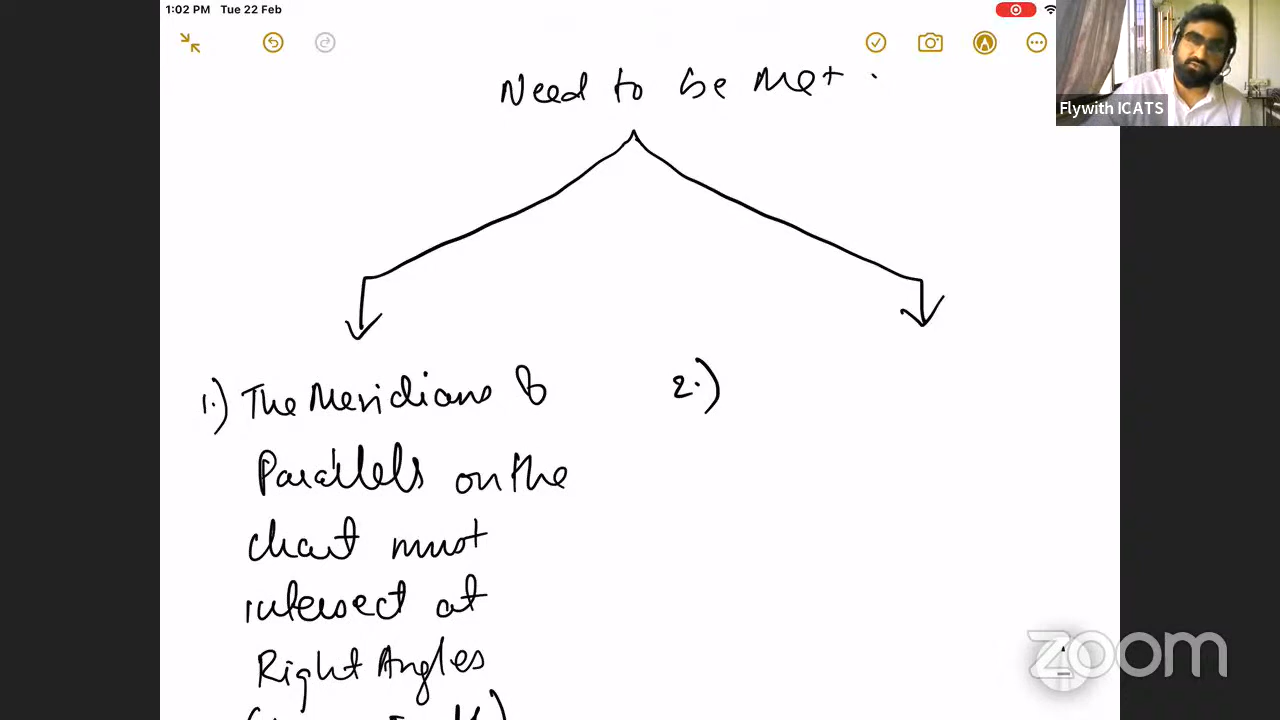 1:02 PM Tue 22 Feb
Flywith ICATS
Need to be Met.
1.) The Meridians &
Parallels on the
chart must
intersect at
Right Angles
2.)
zoom